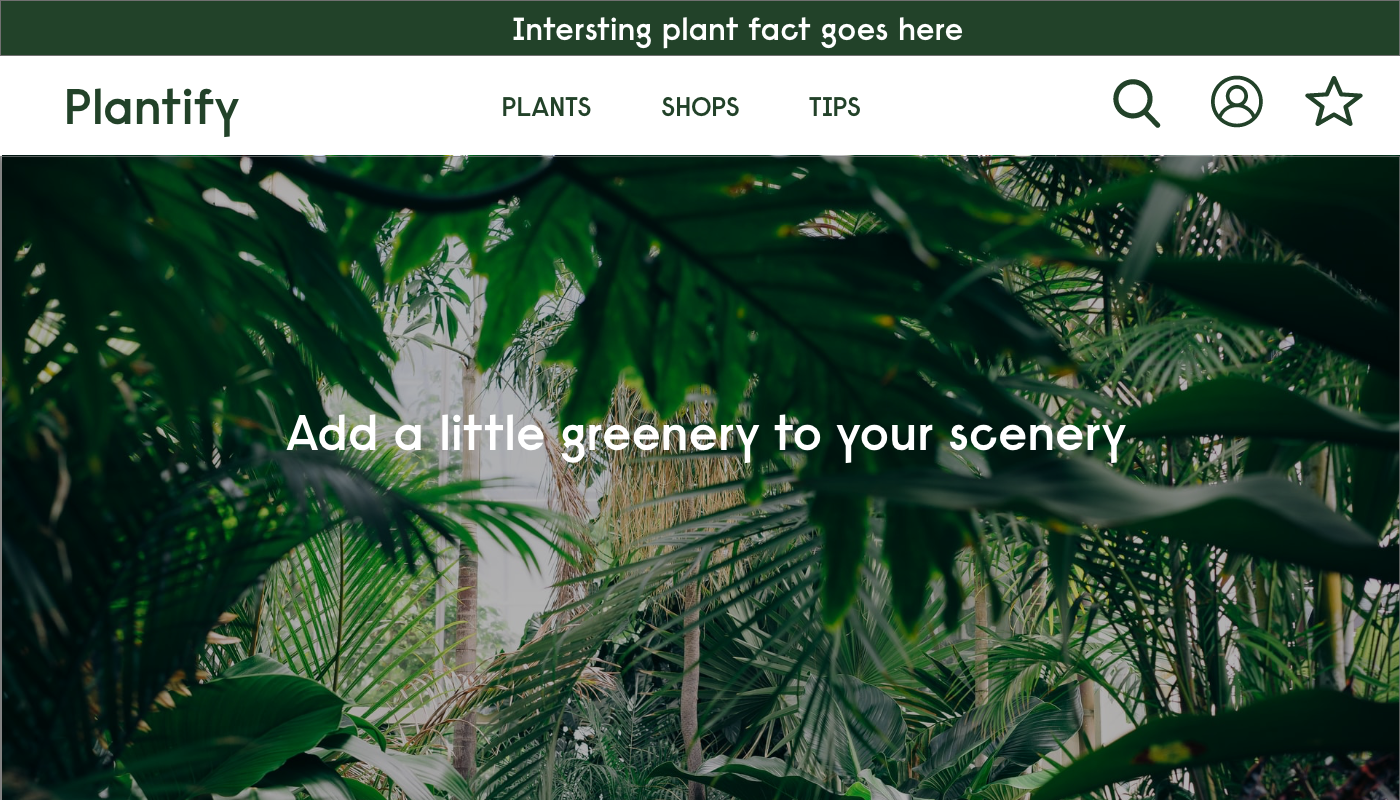 Intersting plant fact goes here
Plantify
PLANTS SHOPS TIPS
Add a little greenery to your scenery